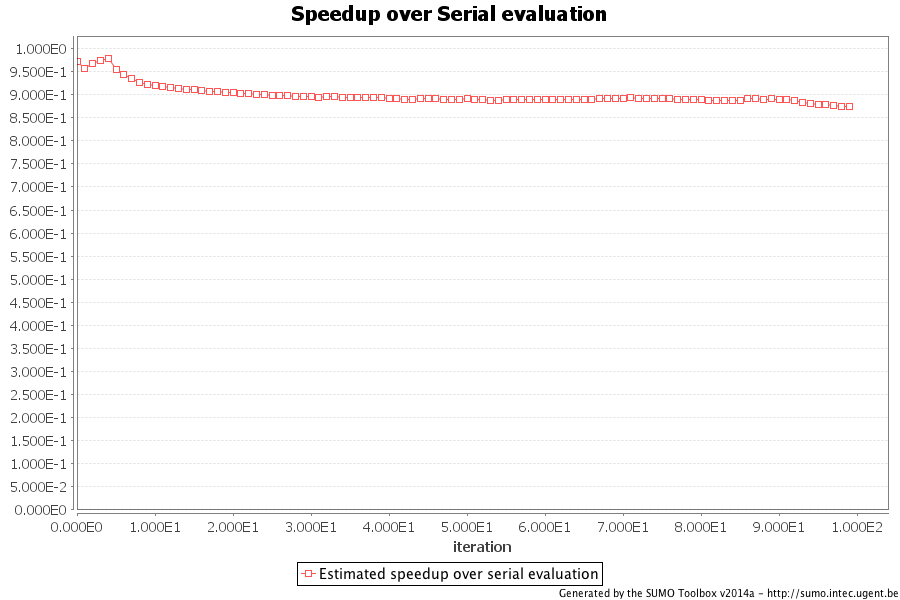 Speedup over Serial evaluation
1.000E0
9.500E-1
9.000E-1
8.500E-1
8.000E-1
7.500E-1
7.000E-1
6.500E-1
6.000E-1
5.500E-1
5.000E-1
4.500E-1
4.000E-1
3.500E-1
3.000E-1
2.500E-1
2.000E-1
1.500E-1
1.000E-1
5.000E-2
0.000E0
0.000E0 1.000E1 2.000E1 3.000E1 4.000E1 5.000E1 6.000E1 7.000E1 8.000E1 9.000E1 1.000E2
iteration
Estimated speedup over serial evaluation
Generated by the SUMO Toolbox v2014a - http://sumo.intec.ugent.be